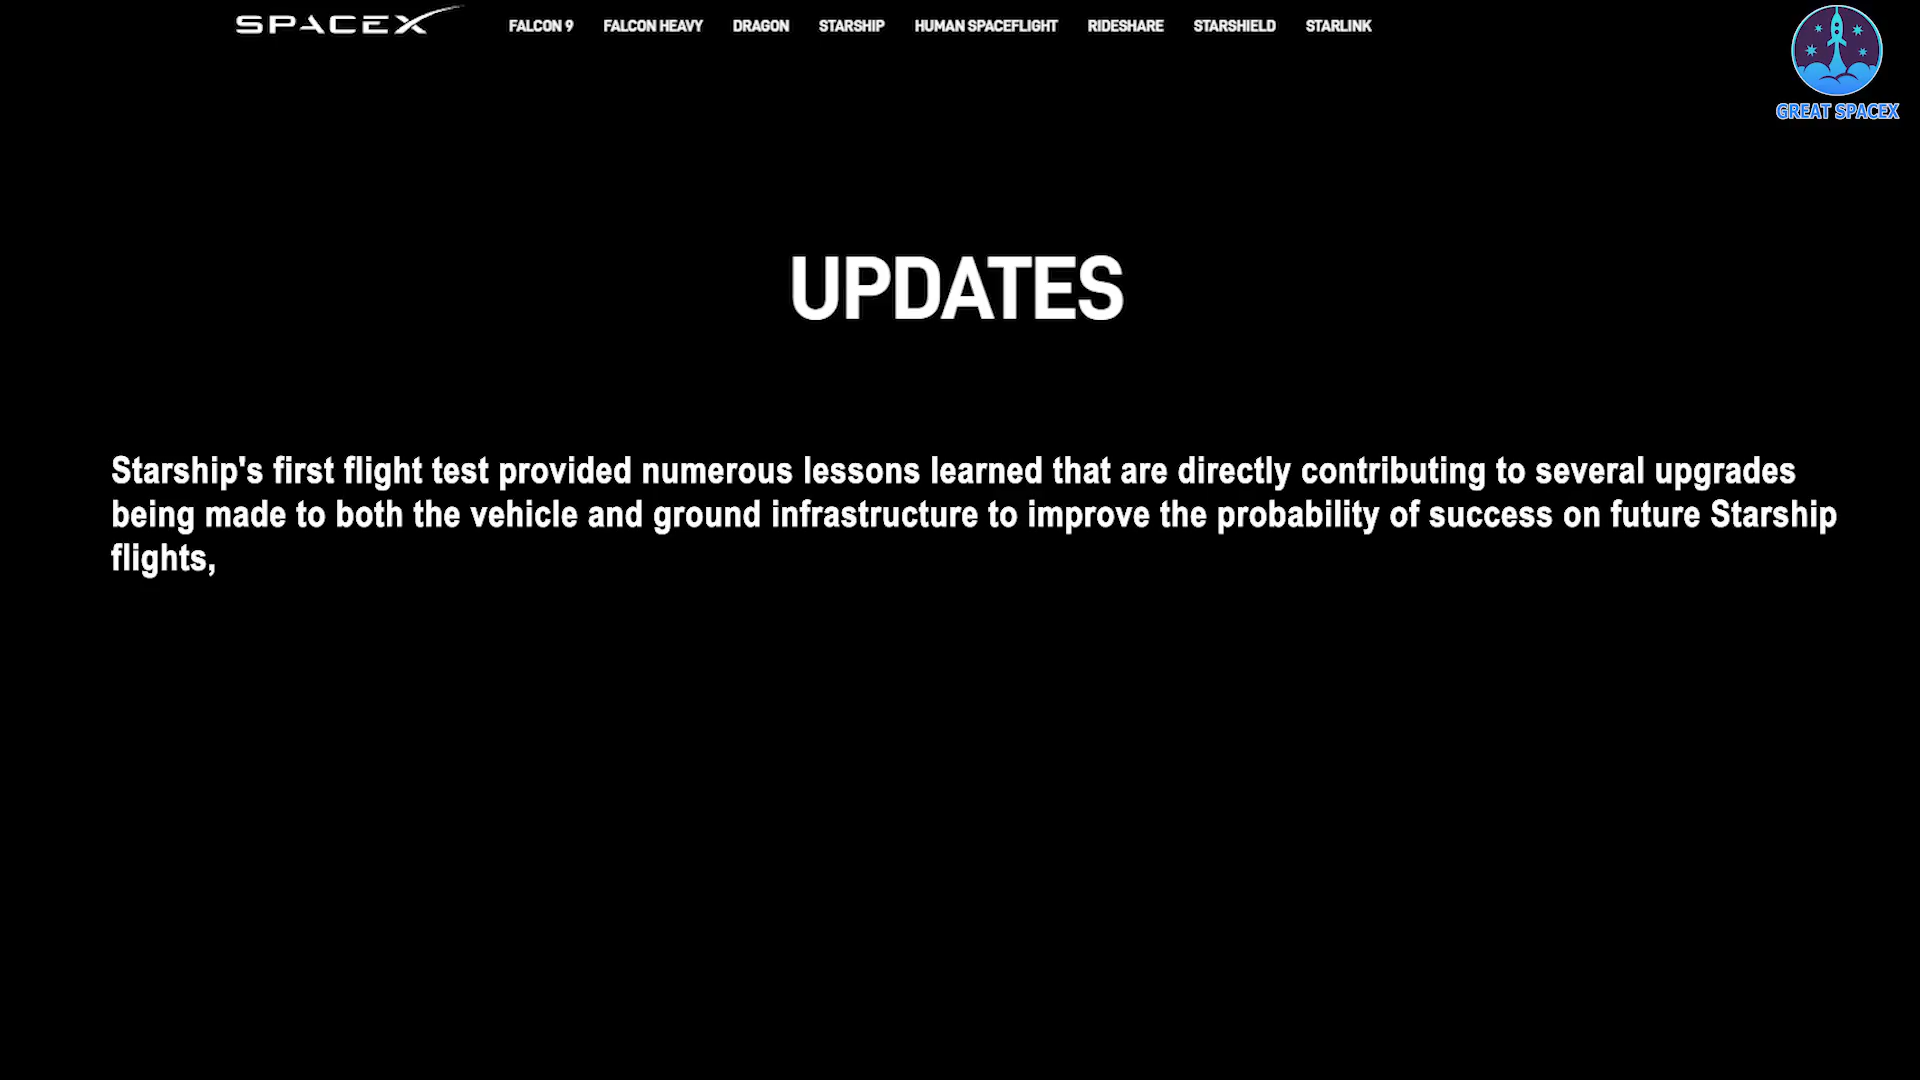 SPACEX FALCON 9 FALCON HEAVY DRAGON STARSHIP HUMAN SPACEFLIGHT RIDESHARE STARSHIELD STARLINK
GREAT SPACEX
UPDATES
Starship's first flight test provided numerous lessons learned that are directly contributing to several upgrades
being made to both the vehicle and ground infrastructure to improve the probability of success on future Starship
flights,